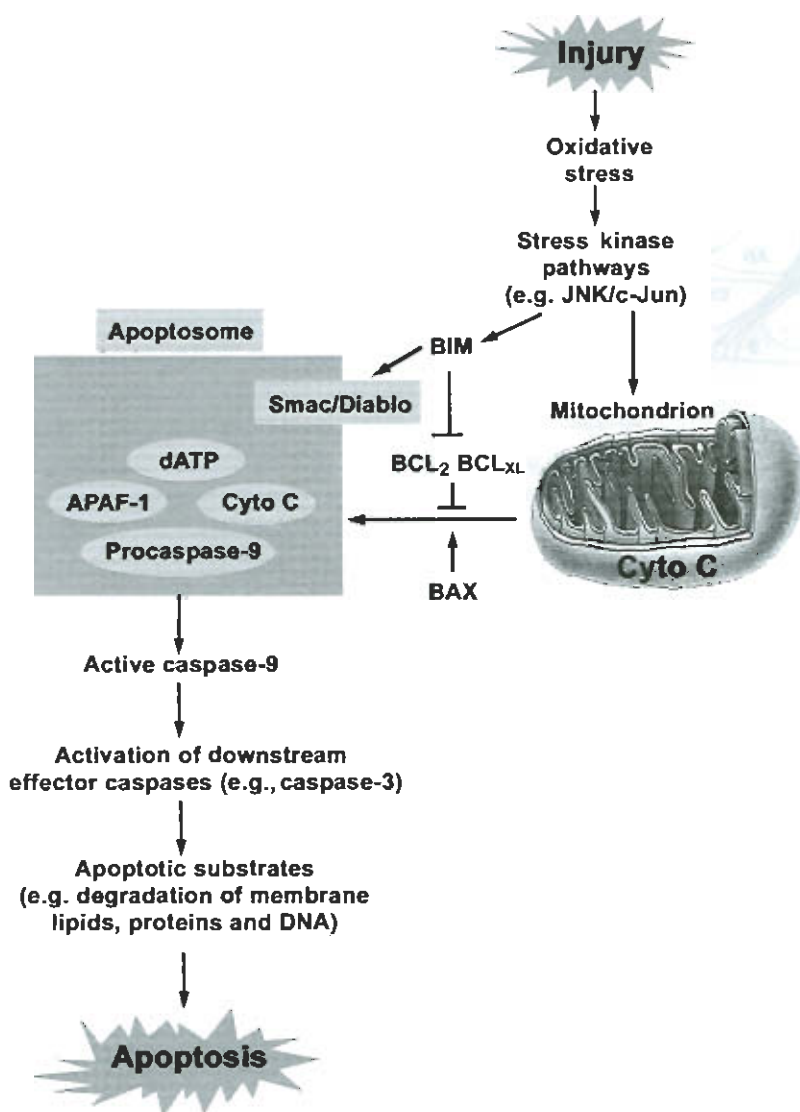 Injury
Oxidative
stress
Stress kinase
pathways
(e.g. JNK/c-Jun)
Apoptosome
BIM
Smac/Diablo
Mitochondrion
dATP
BCL₂ BCL_XL
APAF-1
Cyto C
Procaspase-9
Cyto C
BAX
Active caspase-9
Activation of downstream
effector caspases (e.g., caspase-3)
Apoptotic substrates
(e.g. degradation of membrane
lipids, proteins and DNA)
Apoptosis